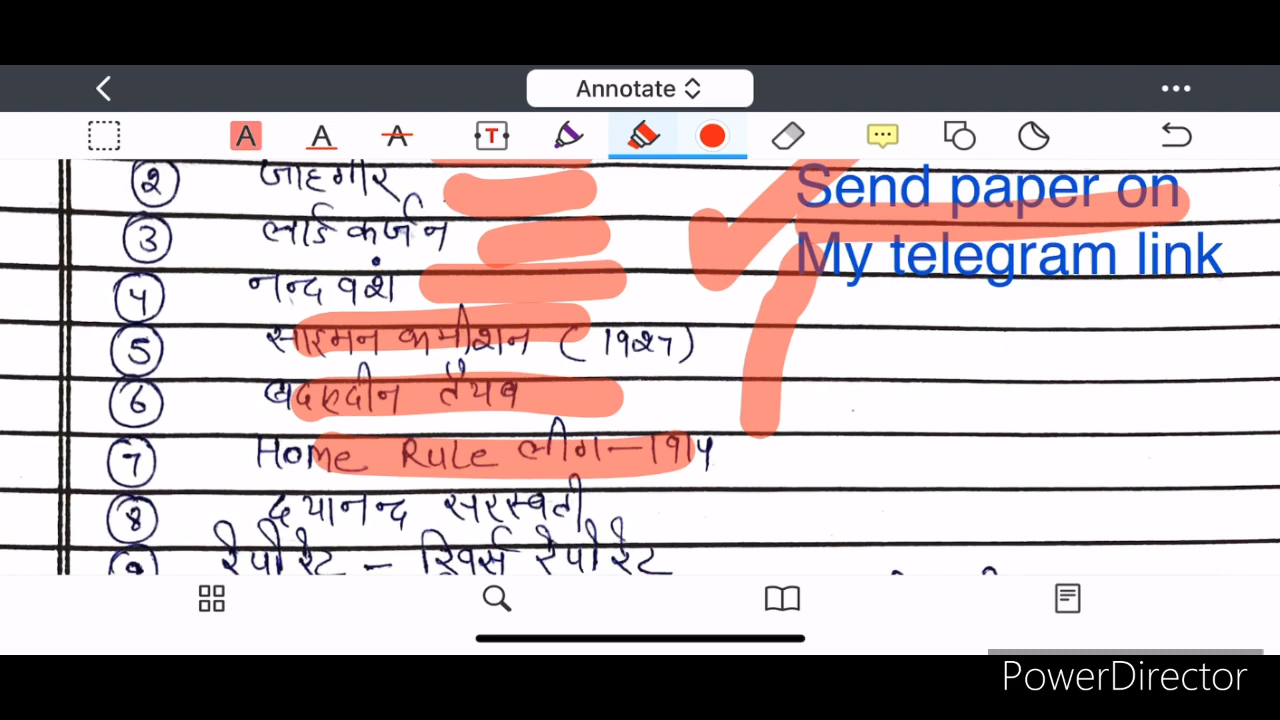 Annotate
A A A T
② जाहगीर
Send paper on
③ लार्ड कर्जन
My telegram link
④ नन्द वंश
⑤ साइमन कमीशन (1927)
⑥ बदरुदीन तैयब
⑦ Home Rule लीग – 1914
⑧ दयानन्द सरस्वती
रेपोरेट – रिवर्स रेपोरेट
PowerDirector